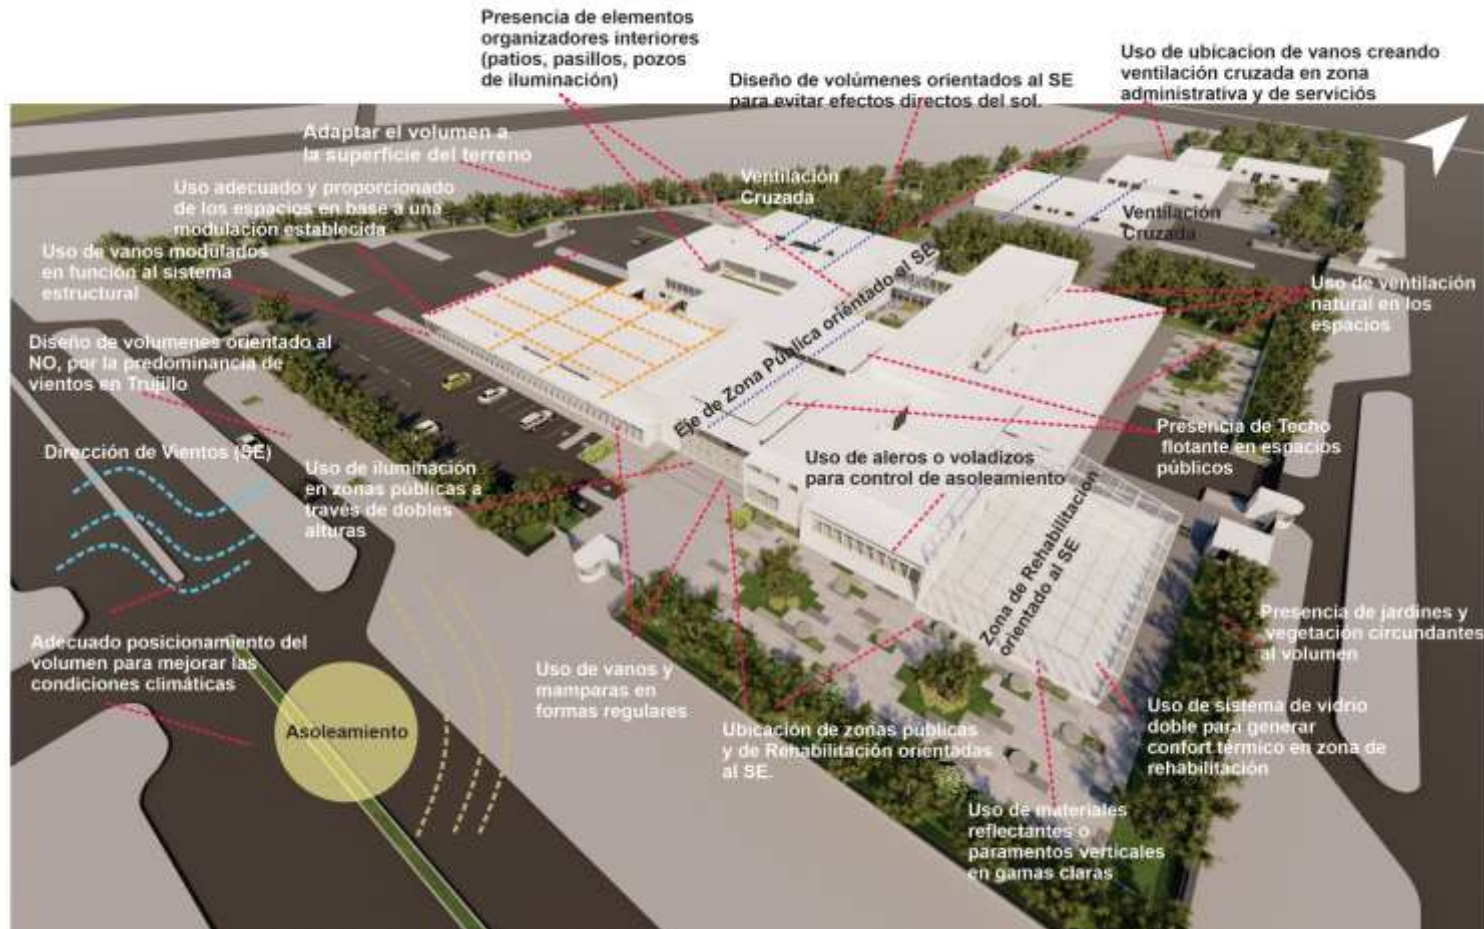 Presencia de elementos
organizadores interiores
(patios, pasillos, pozos
de iluminación)
Diseño de volúmenes orientados al SE
para evitar efectos directos del sol.
Uso de ubicacion de vanos creando
ventilación cruzada en zona
administrativa y de serviciós
Adaptar el volumen a
la superficie del terreno
Uso adecuado y proporcionado
de los espacios en base a una
modulación establecida
Uso de vanos modulados
en función al sistema
estructural
Diseño de volumenes orientado al
NO, por la predominancia de
vientos en Trujillo
Dirección de Vientos (SE)
Ventilación
Cruzada
Ventilación
Cruzada
Eje de Zona Pública orientado al SE
Uso de ventilación
natural en los
espacios
Presencia de Techo
flotante en espacios
públicos
Uso de iluminación
en zonas públicas a
través de dobles
alturas
Uso de aleros o voladizos
para control de asoleamiento
Zona de Rehabilitación
orientado al SE
Adecuado posicionamiento del
volumen para mejorar las
condiciones climáticas
Asoleamiento
Uso de vanos y
mamparas en
formas regulares
Ubicación de zonas públicas
y de Rehabilitación orientadas
al SE.
Presencia de jardines y
vegetación circundantes
al volumen
Uso de sistema de vidrio
doble para generar
confort térmico en zona de
rehabilitación
Uso de materiales
reflectantes o
paramentos verticales
en gamas claras